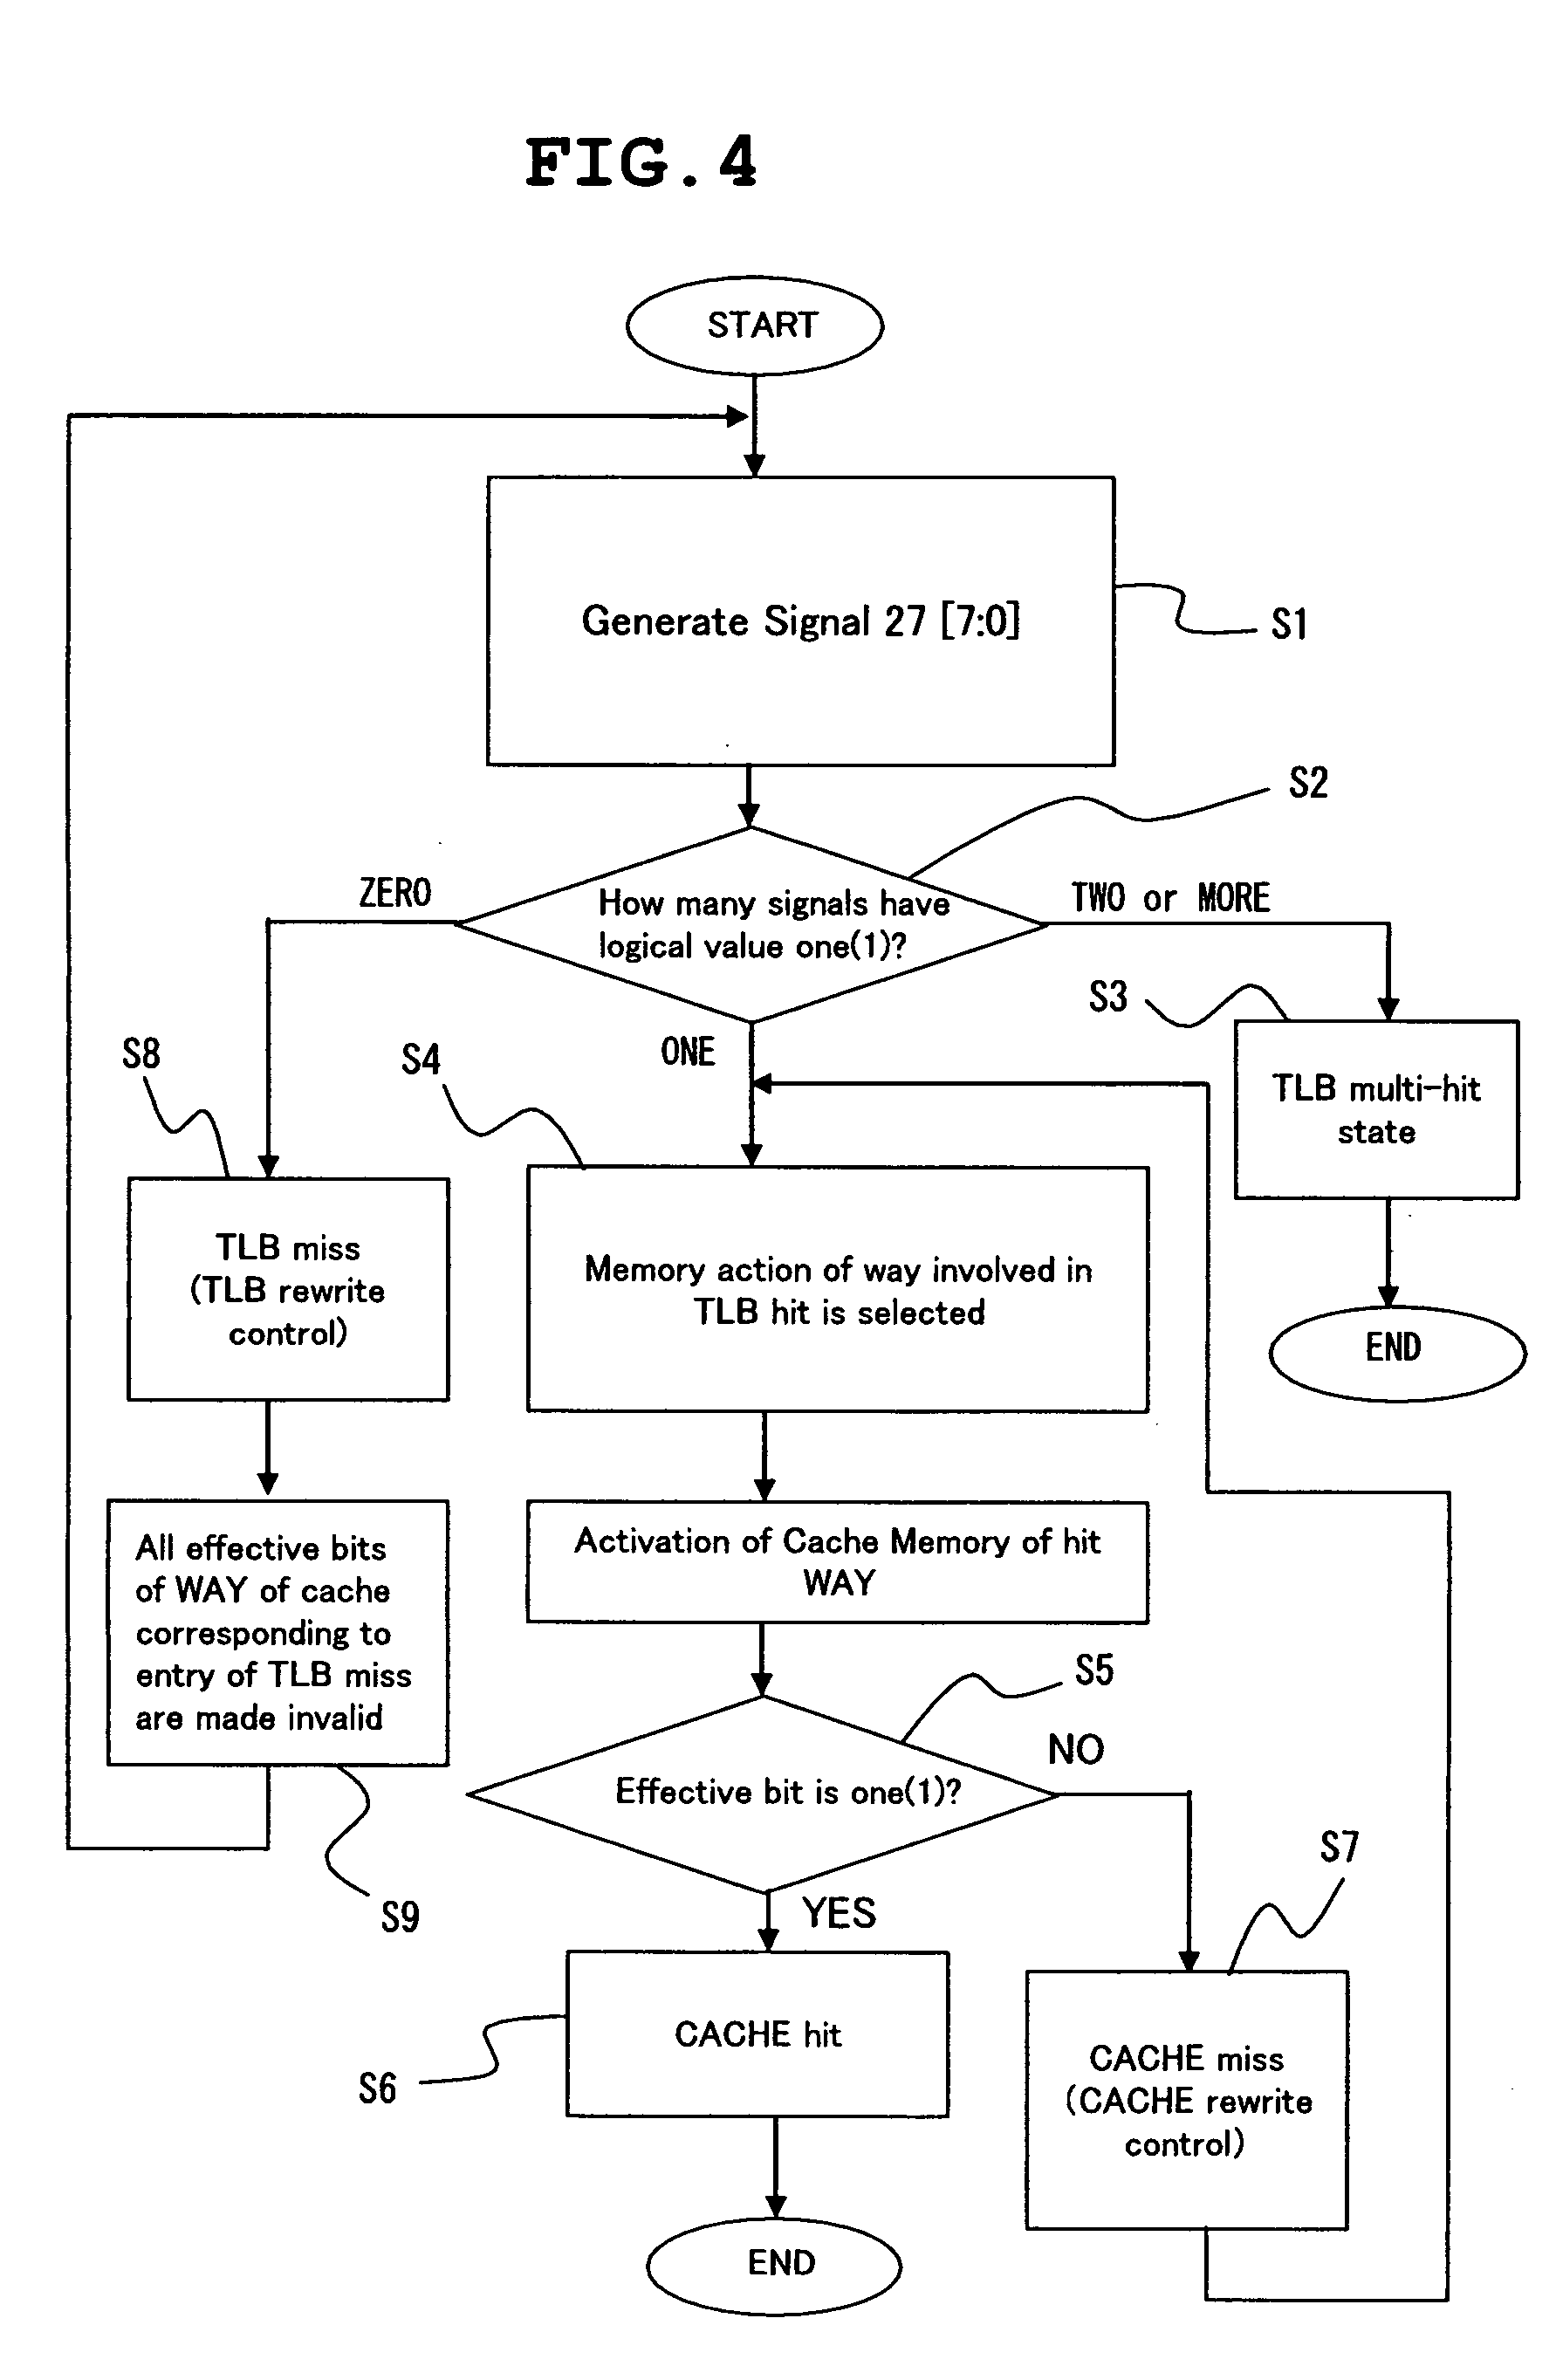 FIG. 4
START
Generate Signal 27 [7:0]
S1
S2
ZERO
How many signals have
logical value one(1)?
TWO or MORE
S3
TLB multi-hit
state
END
ONE
S8
S4
TLB miss
(TLB rewrite
control)
Memory action of way involved in
TLB hit is selected
Activation of Cache Memory of hit
WAY
All effective bits
of WAY of cache
corresponding to
entry of TLB miss
are made invalid
S9
S5
Effective bit is one(1)?
NO
YES
S7
CACHE hit
S6
CACHE miss
(CACHE rewrite
control)
END